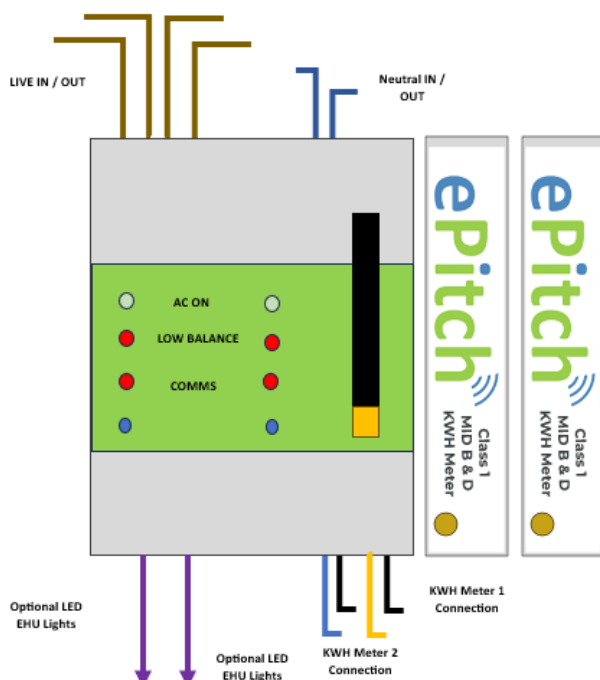 LIVE IN / OUT
Neutral IN /
OUT
AC ON
LOW BALANCE
COMMS
ePitch
Class 1
MID B & D
KWH Meter
ePitch
Class 1
MID B & D
KWH Meter
KWH Meter 1
Connection
Optional LED
EHU Lights
Optional LED
EHU Lights
KWH Meter 2
Connection